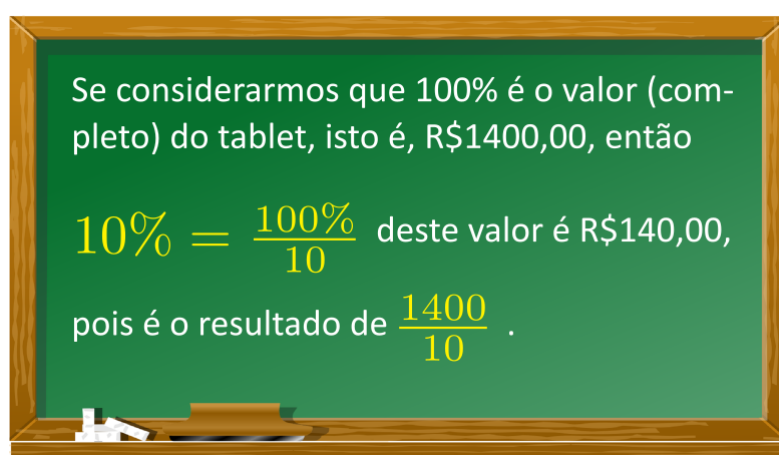 Se considerarmos que 100% é o valor (com-
pleto) do tablet, isto é, R$1400,00, então
10% = 100%/10 deste valor é R$140,00,
pois é o resultado de 1400/10 .